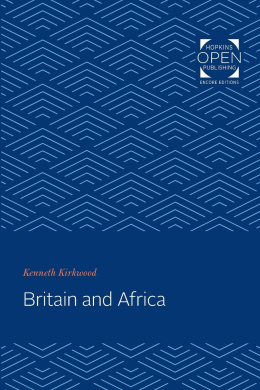 HOPKINS
OPEN
PUBLISHING
ENCORE EDITIONS
Kenneth Kirkwood
Britain and Africa